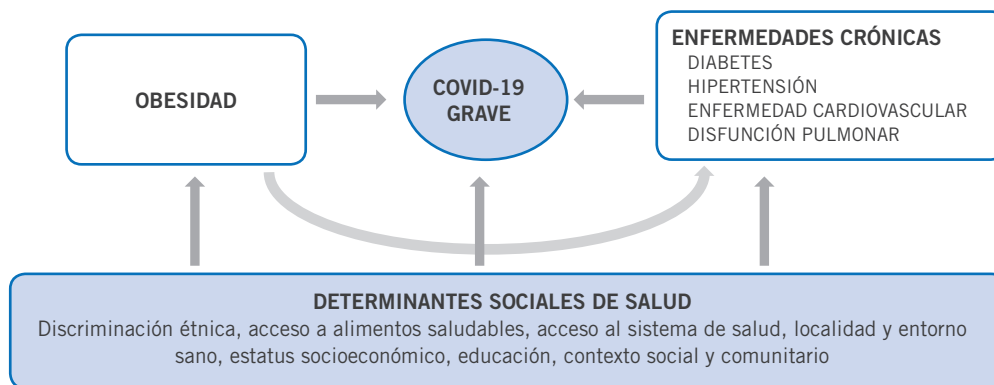 OBESIDAD
COVID-19
GRAVE
ENFERMEDADES CRÓNICAS
DIABETES
HIPERTENSIÓN
ENFERMEDAD CARDIOVASCULAR
DISFUNCIÓN PULMONAR
DETERMINANTES SOCIALES DE SALUD
Discriminación étnica, acceso a alimentos saludables, acceso al sistema de salud, localidad y entorno
sano, estatus socioeconómico, educación, contexto social y comunitario